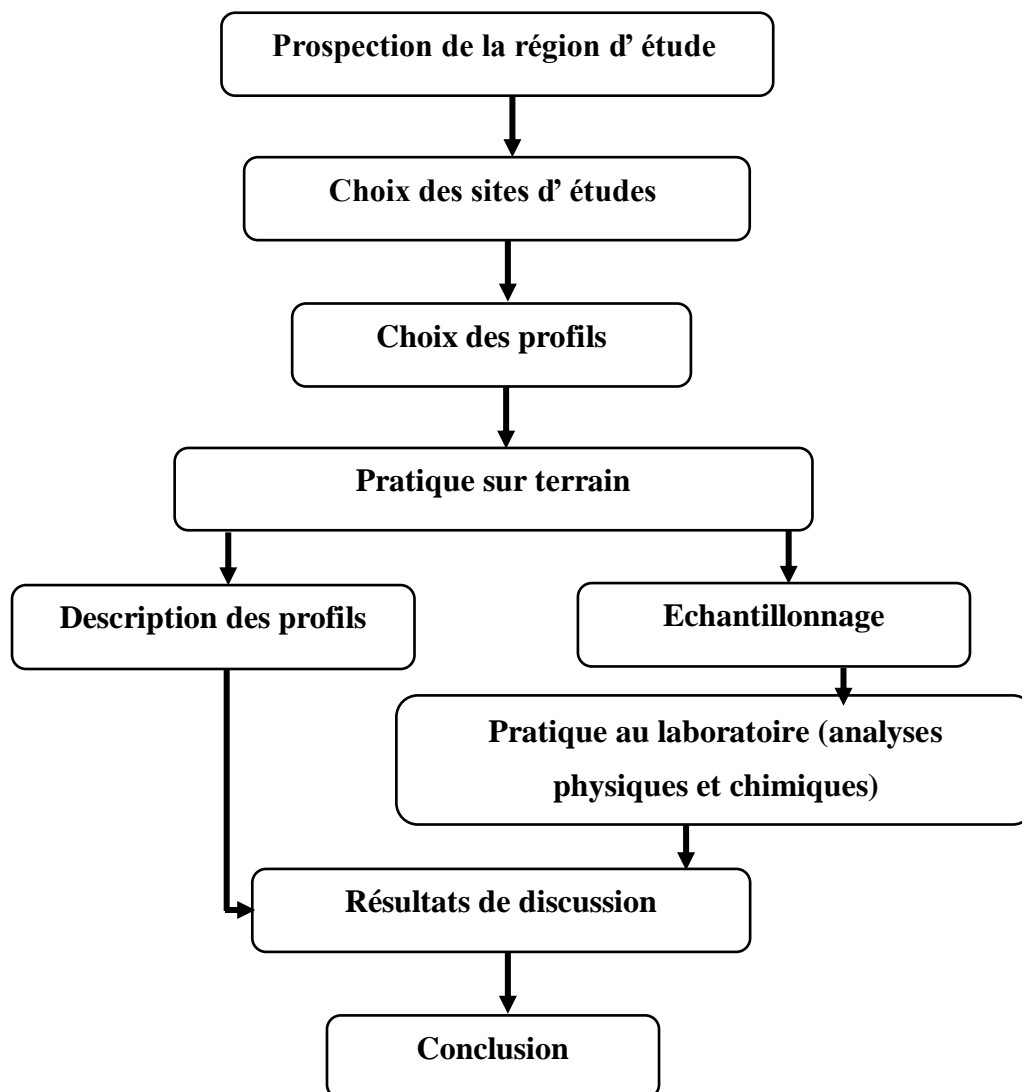 Prospection de la région d’ étude
Choix des sites d’ études
Choix des profils
Pratique sur terrain
Description des profils
Echantillonnage
Pratique au laboratoire (analyses
physiques et chimiques)
Résultats de discussion
Conclusion